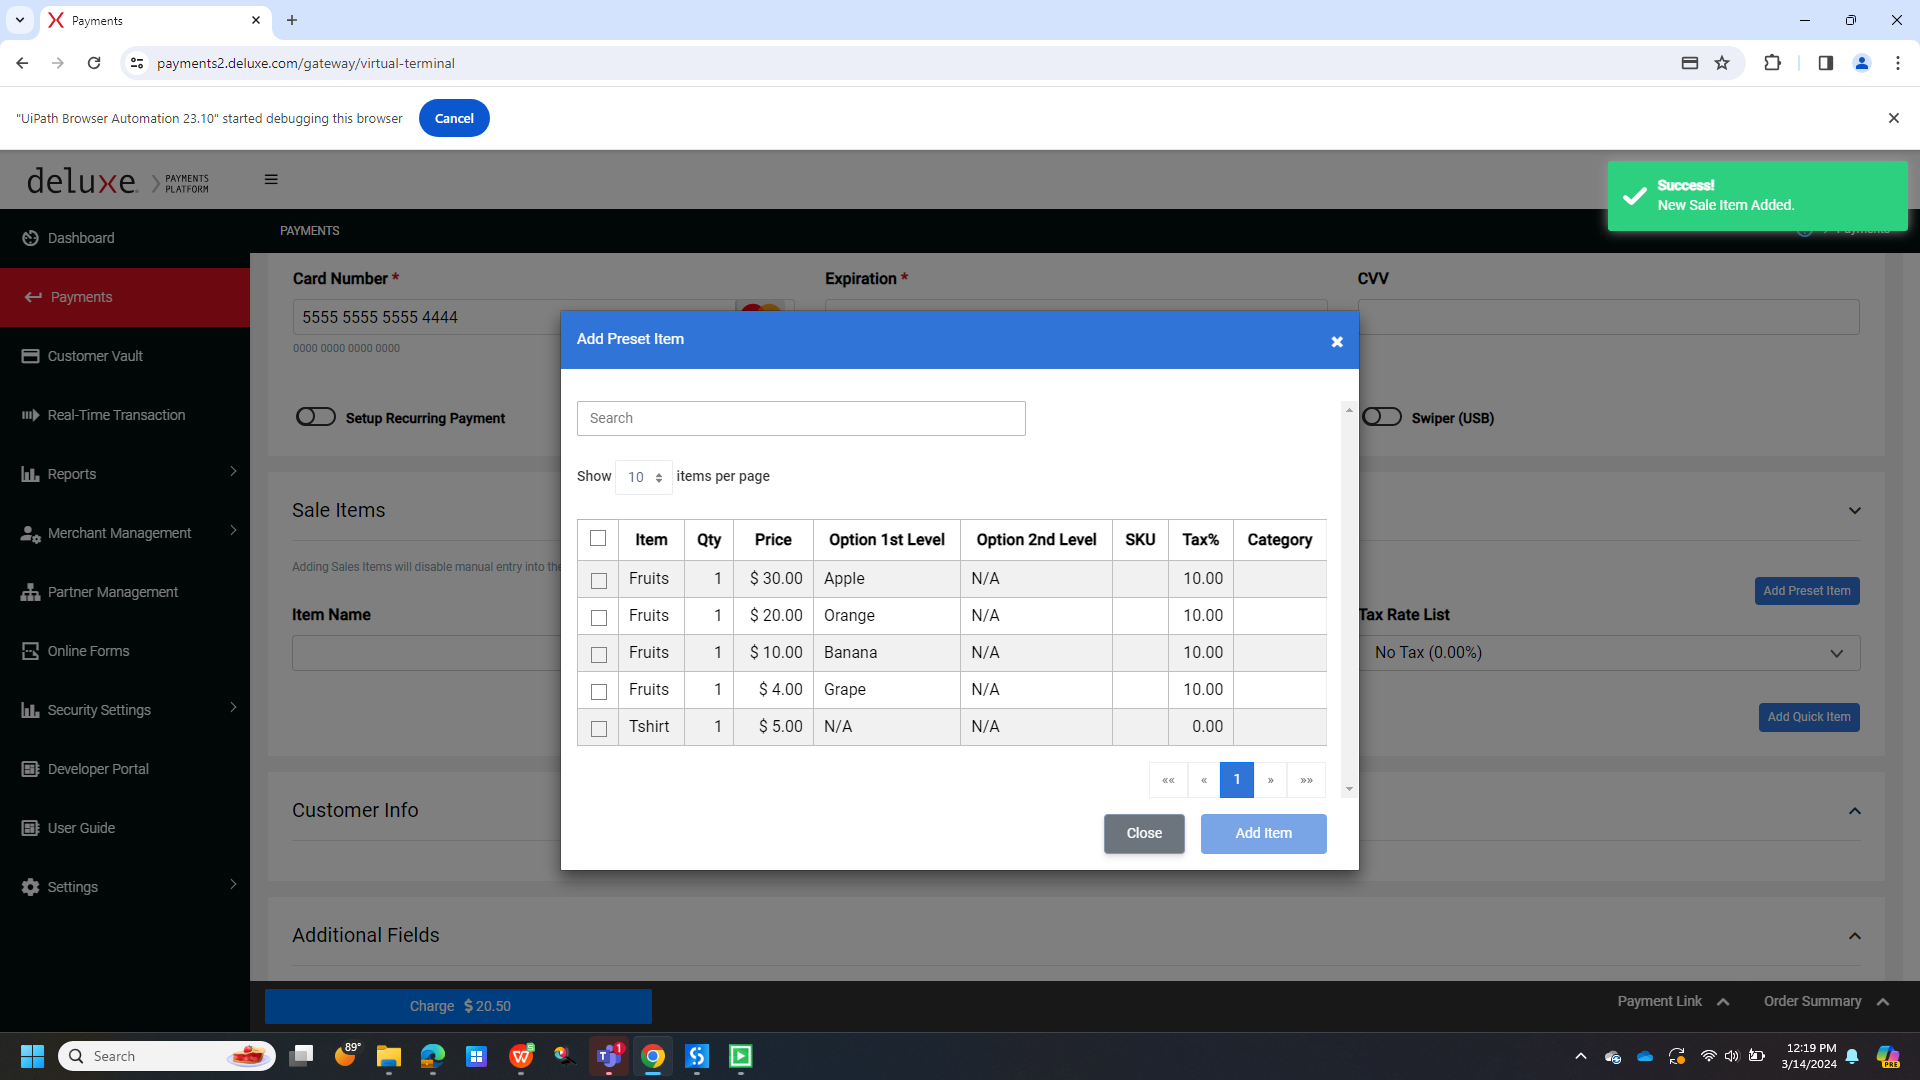 Payments
payments2.deluxe.com/gateway/virtual-terminal
"UiPath Browser Automation 23.10" started debugging this browser
Cancel
deluxe. PAYMENTS PLATFORM
Success!
New Sale Item Added.
PAYMENTS
Payments
Dashboard
Payments
Customer Vault
Real-Time Transaction
Reports
Merchant Management
Partner Management
Online Forms
Security Settings
Developer Portal
User Guide
Settings
Card Number *
Expiration *
CVV
5555 5555 5555 4444
0000 0000 0000 0000
Setup Recurring Payment
Swiper (USB)
Sale Items
Adding Sales Items will disable manual entry into the
Add Preset Item
Item Name
Tax Rate List
No Tax (0.00%)
Add Quick Item
Customer Info
Additional Fields
Add Preset Item
Search
Show 10 items per page
Item Qty Price Option 1st Level Option 2nd Level SKU Tax% Category
Fruits 1 $ 30.00 Apple N/A 10.00
Fruits 1 $ 20.00 Orange N/A 10.00
Fruits 1 $ 10.00 Banana N/A 10.00
Fruits 1 $ 4.00 Grape N/A 10.00
Tshirt 1 $ 5.00 N/A N/A 0.00
«« « 1 » »»
Close Add Item
Charge $ 20.50
Payment Link
Order Summary
Search
89°
1
PRE
12:19 PM
3/14/2024